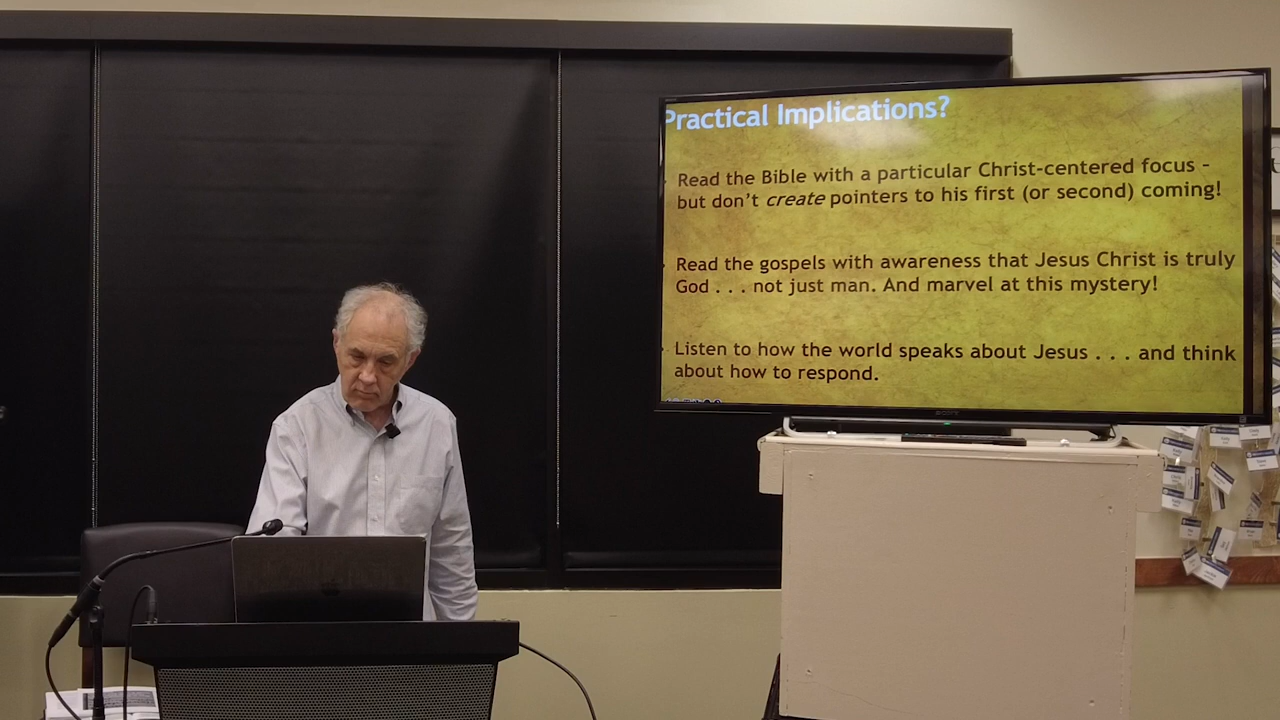 Practical Implications?
Read the Bible with a particular Christ-centered focus -
but don't create pointers to his first (or second) coming!
Read the gospels with awareness that Jesus Christ is truly
God . . . not just man. And marvel at this mystery!
Listen to how the world speaks about Jesus . . . and think
about how to respond.
SONY